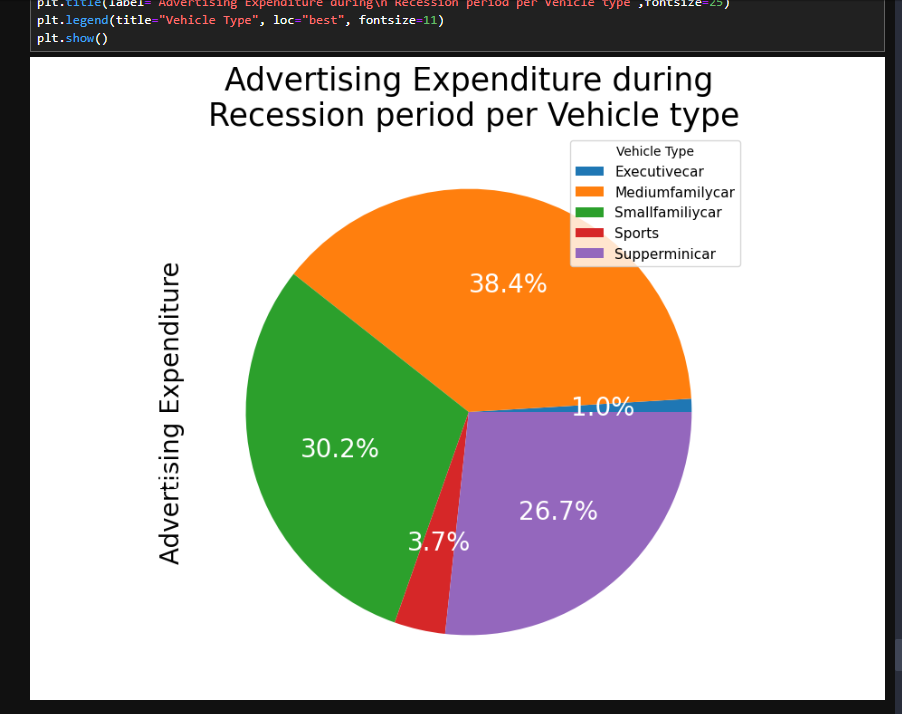 plt.title(label="Advertising Expenditure during\n Recession period per Vehicle type",fontsize=25)
plt.legend(title="Vehicle Type", loc="best", fontsize=11)
plt.show()
Advertising Expenditure during
Recession period per Vehicle type
Vehicle Type
Executivecar
Mediumfamilycar
Smallfamiliycar
Sports
Supperminicar
38.4%
1.0%
30.2%
26.7%
3.7%
Advertising Expenditure